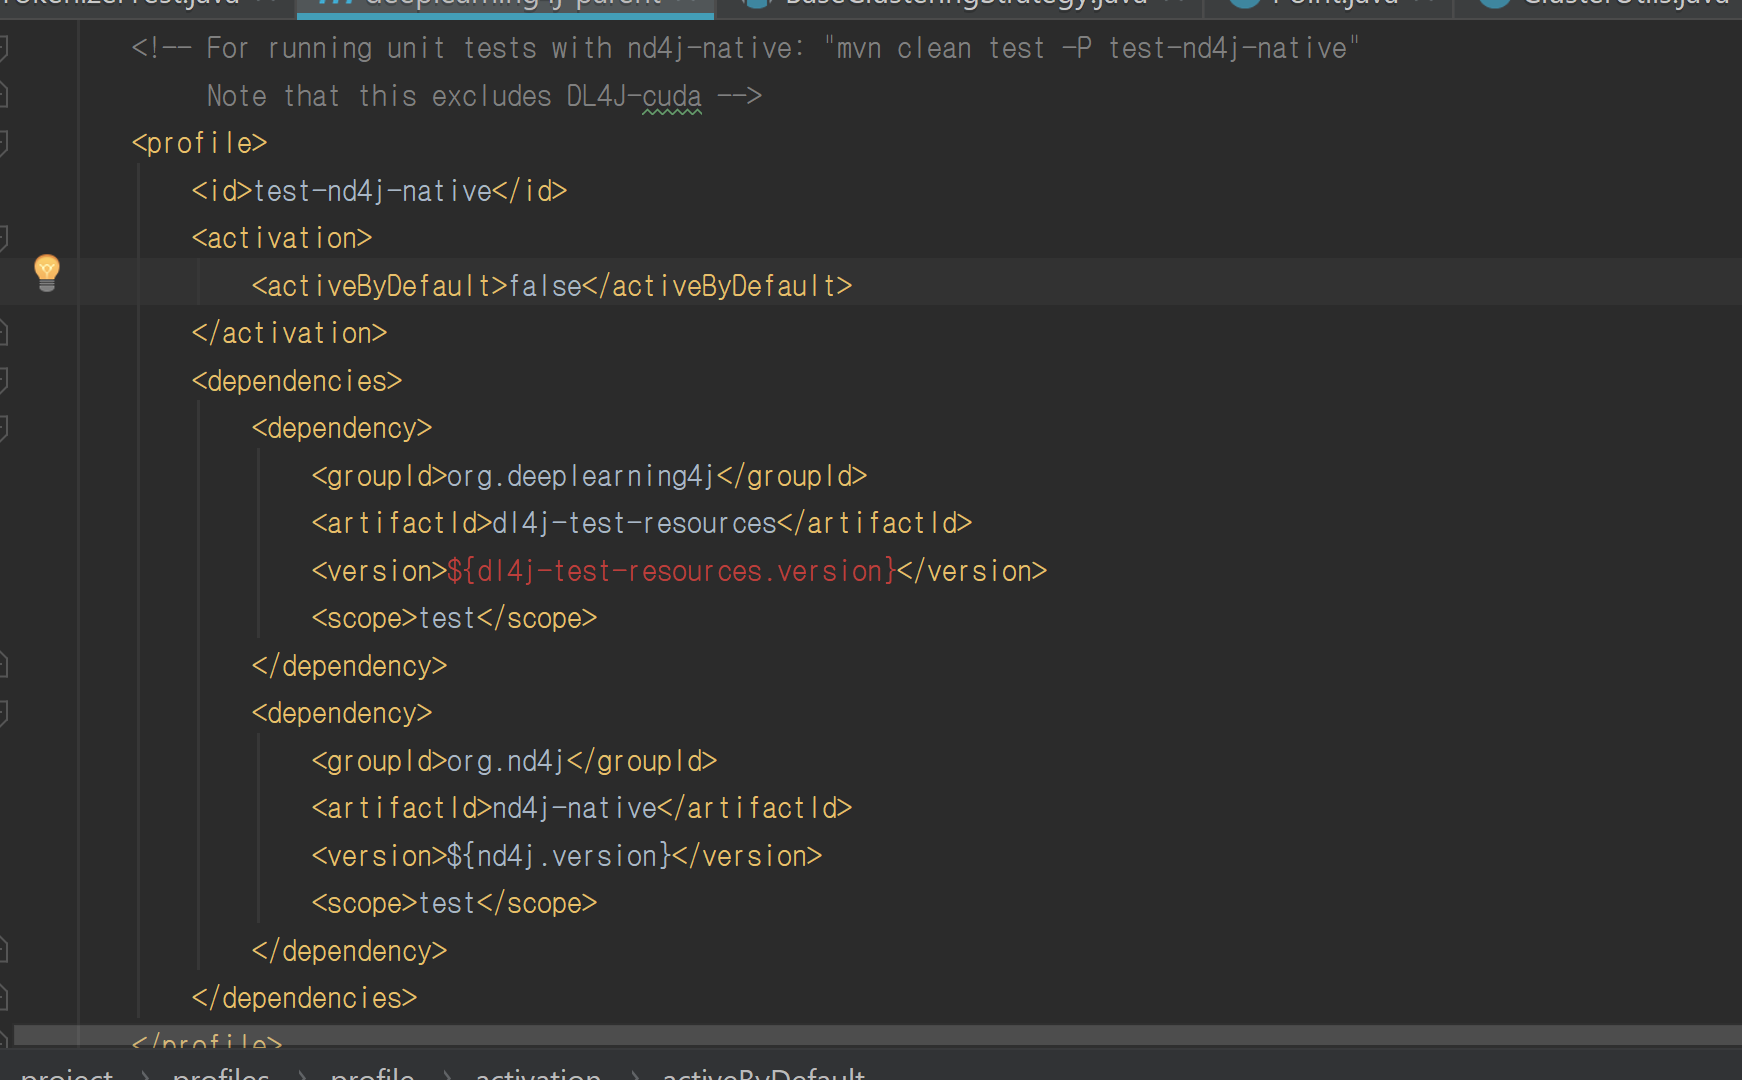 deeplearning4j-parent
BaseClusteringStrategy.java
Point.java
ClusterUtils.java
<!-- For running unit tests with nd4j-native: "mvn clean test -P test-nd4j-native"
Note that this excludes DL4J-cuda -->
<profile>
<id>test-nd4j-native</id>
<activation>
<activeByDefault>false</activeByDefault>
</activation>
<dependencies>
<dependency>
<groupId>org.deeplearning4j</groupId>
<artifactId>dl4j-test-resources</artifactId>
<version>${dl4j-test-resources.version}</version>
<scope>test</scope>
</dependency>
<dependency>
<groupId>org.nd4j</groupId>
<artifactId>nd4j-native</artifactId>
<version>${nd4j.version}</version>
<scope>test</scope>
</dependency>
</dependencies>
</profile>
project › profiles › profile › activation › activeByDefault